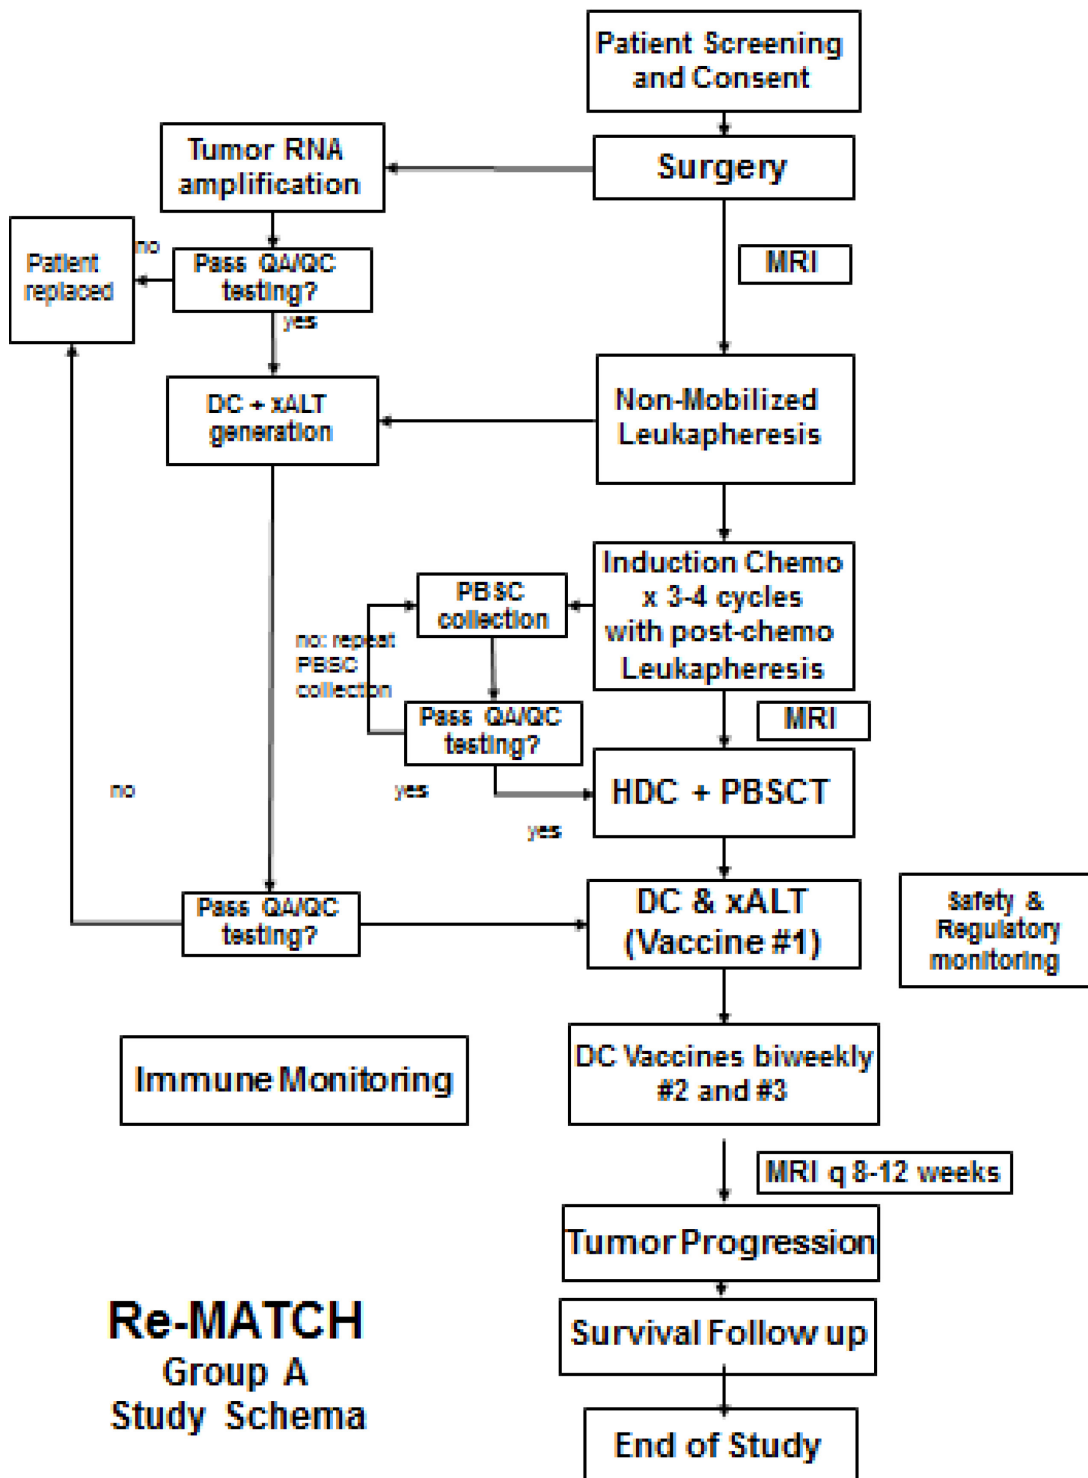 Patient Screening
and Consent
Tumor RNA
amplification
Surgery
no
Patient
replaced
Pass QA/QC
testing?
MRI
yes
DC + xALT
generation
Non-Mobilized
Leukapheresis
PBSC
collection
Induction Chemo
x 3-4 cycles
with post-chemo
Leukapheresis
no: repeat
PBSC
collection
Pass QA/QC
testing?
MRI
no
yes
HDC + PBSCT
yes
Pass QA/QC
testing?
DC & xALT
(Vaccine #1)
Safety &
Regulatory
monitoring
Immune Monitoring
DC Vaccines biweekly
#2 and #3
MRI q 8-12 weeks
Tumor Progression
Re-MATCH
Group A
Study Schema
Survival Follow up
End of Study